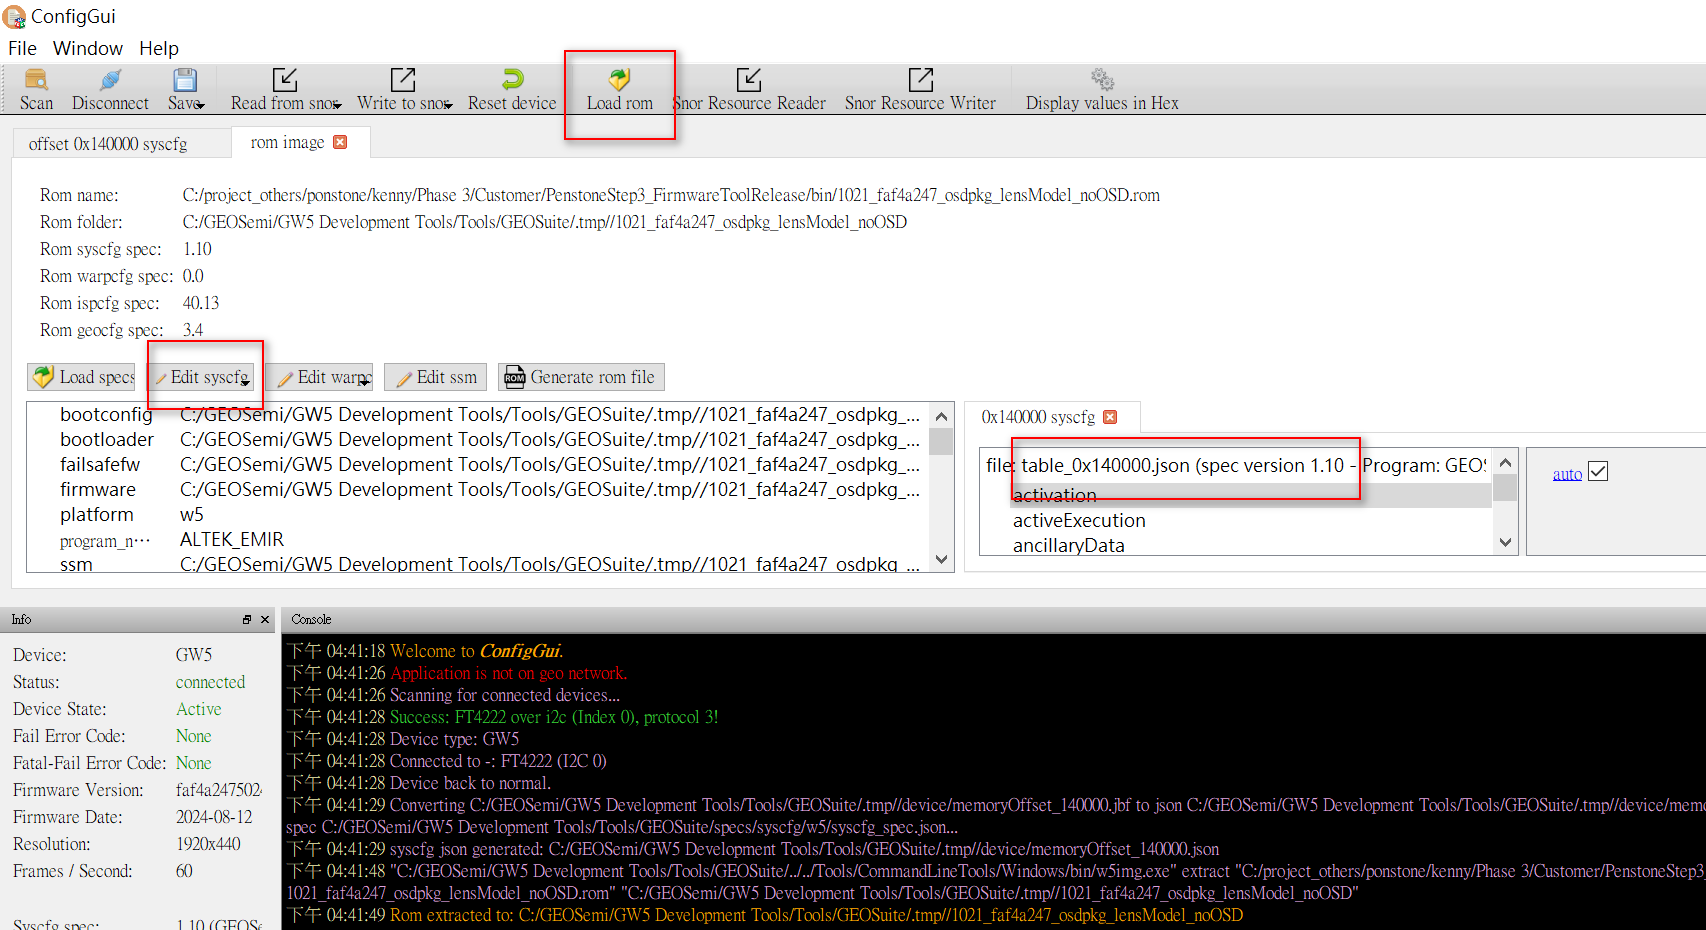 ConfigGui
File Window Help
Scan Disconnect Save Read from snor Write to snor Reset device Load rom Snor Resource Reader Snor Resource Writer Display values in Hex
offset 0x140000 syscfg rom image
Rom name: C:/project_others/ponstone/kenny/Phase 3/Customer/PenstoneStep3_FirmwareToolRelease/bin/1021_faf4a247_osdpkg_lensModel_noOSD.rom
Rom folder: C:/GEOSemi/GW5 Development Tools/Tools/GEOSuite/.tmp//1021_faf4a247_osdpkg_lensModel_noOSD
Rom syscfg spec: 1.10
Rom warpcfg spec: 0.0
Rom ispcfg spec: 40.13
Rom geocfg spec: 3.4
Load specs Edit syscfg Edit warpc Edit ssm Generate rom file
bootconfig C:/GEOSemi/GW5 Development Tools/Tools/GEOSuite/.tmp//1021_faf4a247_osdpkg_...
bootloader C:/GEOSemi/GW5 Development Tools/Tools/GEOSuite/.tmp//1021_faf4a247_osdpkg_...
failsafefw C:/GEOSemi/GW5 Development Tools/Tools/GEOSuite/.tmp//1021_faf4a247_osdpkg_...
firmware C:/GEOSemi/GW5 Development Tools/Tools/GEOSuite/.tmp//1021_faf4a247_osdpkg_...
platform w5
program_n… ALTEK_EMIR
ssm C:/GEOSemi/GW5 Development Tools/Tools/GEOSuite/.tmp//1021_faf4a247_osdpkg_...
0x140000 syscfg
file: table_0x140000.json (spec version 1.10 - Program: GEOS
activation
activeExecution
ancillaryData
auto
Info
Device: GW5
Status: connected
Device State: Active
Fail Error Code: None
Fatal-Fail Error Code: None
Firmware Version: faf4a247502
Firmware Date: 2024-08-12
Resolution: 1920x440
Frames / Second: 60
Syscfg spec: 1.10 (GEOSe
Console
下午 04:41:18 Welcome to ConfigGui.
下午 04:41:26 Application is not on geo network.
下午 04:41:26 Scanning for connected devices...
下午 04:41:28 Success: FT4222 over i2c (Index 0), protocol 3!
下午 04:41:28 Device type: GW5
下午 04:41:28 Connected to -: FT4222 (I2C 0)
下午 04:41:28 Device back to normal.
下午 04:41:29 Converting C:/GEOSemi/GW5 Development Tools/Tools/GEOSuite/.tmp//device/memoryOffset_140000.jbf to json C:/GEOSemi/GW5 Development Tools/Tools/GEOSuite/.tmp//device/memo
spec C:/GEOSemi/GW5 Development Tools/Tools/GEOSuite/specs/syscfg/w5/syscfg_spec.json...
下午 04:41:29 syscfg json generated: C:/GEOSemi/GW5 Development Tools/Tools/GEOSuite/.tmp//device/memoryOffset_140000.json
下午 04:41:48 "C:/GEOSemi/GW5 Development Tools/Tools/GEOSuite/../../Tools/CommandLineTools/Windows/bin/w5img.exe" extract "C:/project_others/ponstone/kenny/Phase 3/Customer/PenstoneStep3_
1021_faf4a247_osdpkg_lensModel_noOSD.rom" "C:/GEOSemi/GW5 Development Tools/Tools/GEOSuite/.tmp//1021_faf4a247_osdpkg_lensModel_noOSD"
下午 04:41:49 Rom extracted to: C:/GEOSemi/GW5 Development Tools/Tools/GEOSuite/.tmp//1021_faf4a247_osdpkg_lensModel_noOSD